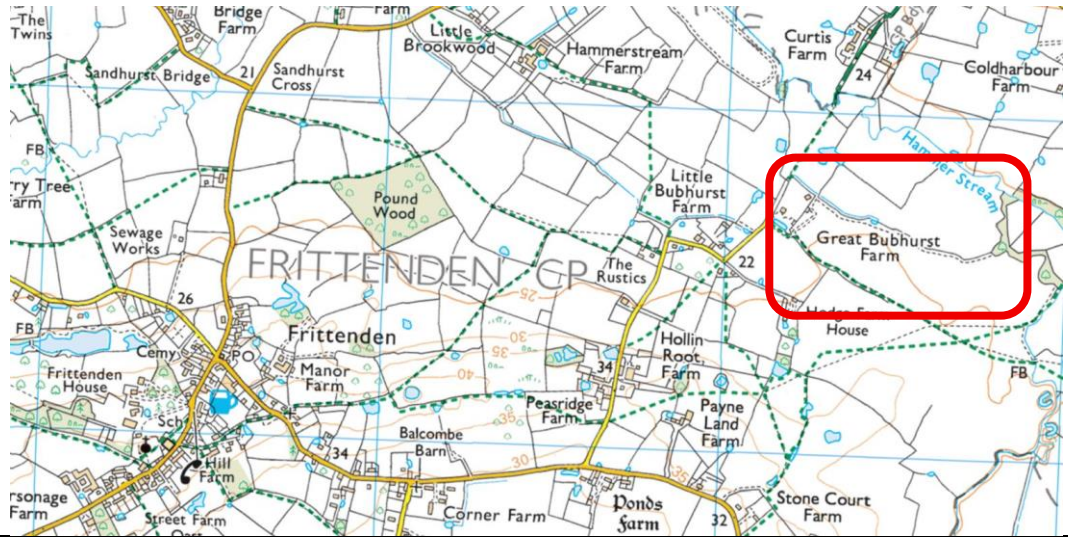 The
Twins
Bridge
Farm
Farm
Little
Brookwood
Hammerstream
Farm
Curtis
Farm
24
Coldharbour
Farm
Sandhurst Bridge
21
Sandhurst
Cross
FB
Hammer Stream
rry Tree
arm
Pound
Wood
Little
Bubhurst
Farm
Sewage
Works
Great Bubhurst
Farm
FRITTENDEN CP
The
Rustics
22
25
26
FB
Frittenden
30
35
40
House
Hollin
Root
Farm
FB
Cemy
PO
Manor
Farm
Frittenden
House
34
Peasridge
Farm
35
Payne
Land
Farm
Sch
Balcombe
Barn
34
30
35
Hill
Farm
rsonage
Farm
Street Farm
Corner Farm
Ponds
Farm
32
Stone Court
Farm